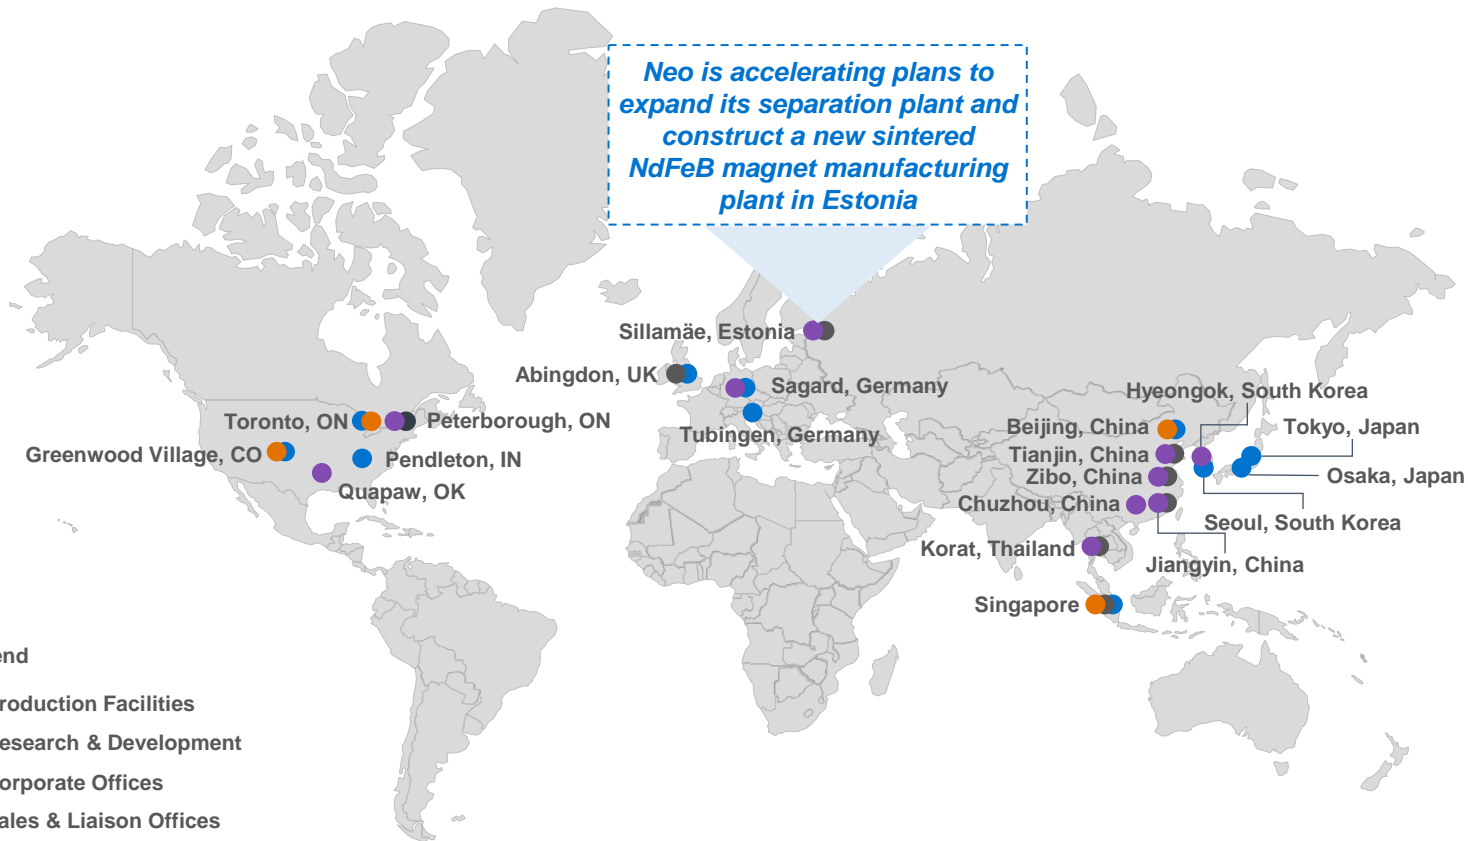 Neo is accelerating plans to
expand its separation plant and
construct a new sintered
NdFeB magnet manufacturing
plant in Estonia
Sillamäe, Estonia
Abingdon, UK
Sagard, Germany
Tubingen, Germany
Toronto, ON
Peterborough, ON
Greenwood Village, CO
Pendleton, IN
Quapaw, OK
Hyeongok, South Korea
Beijing, China
Tokyo, Japan
Tianjin, China
Zibo, China
Osaka, Japan
Chuzhou, China
Seoul, South Korea
Korat, Thailand
Jiangyin, China
Singapore
end
roduction Facilities
esearch & Development
orporate Offices
ales & Liaison Offices